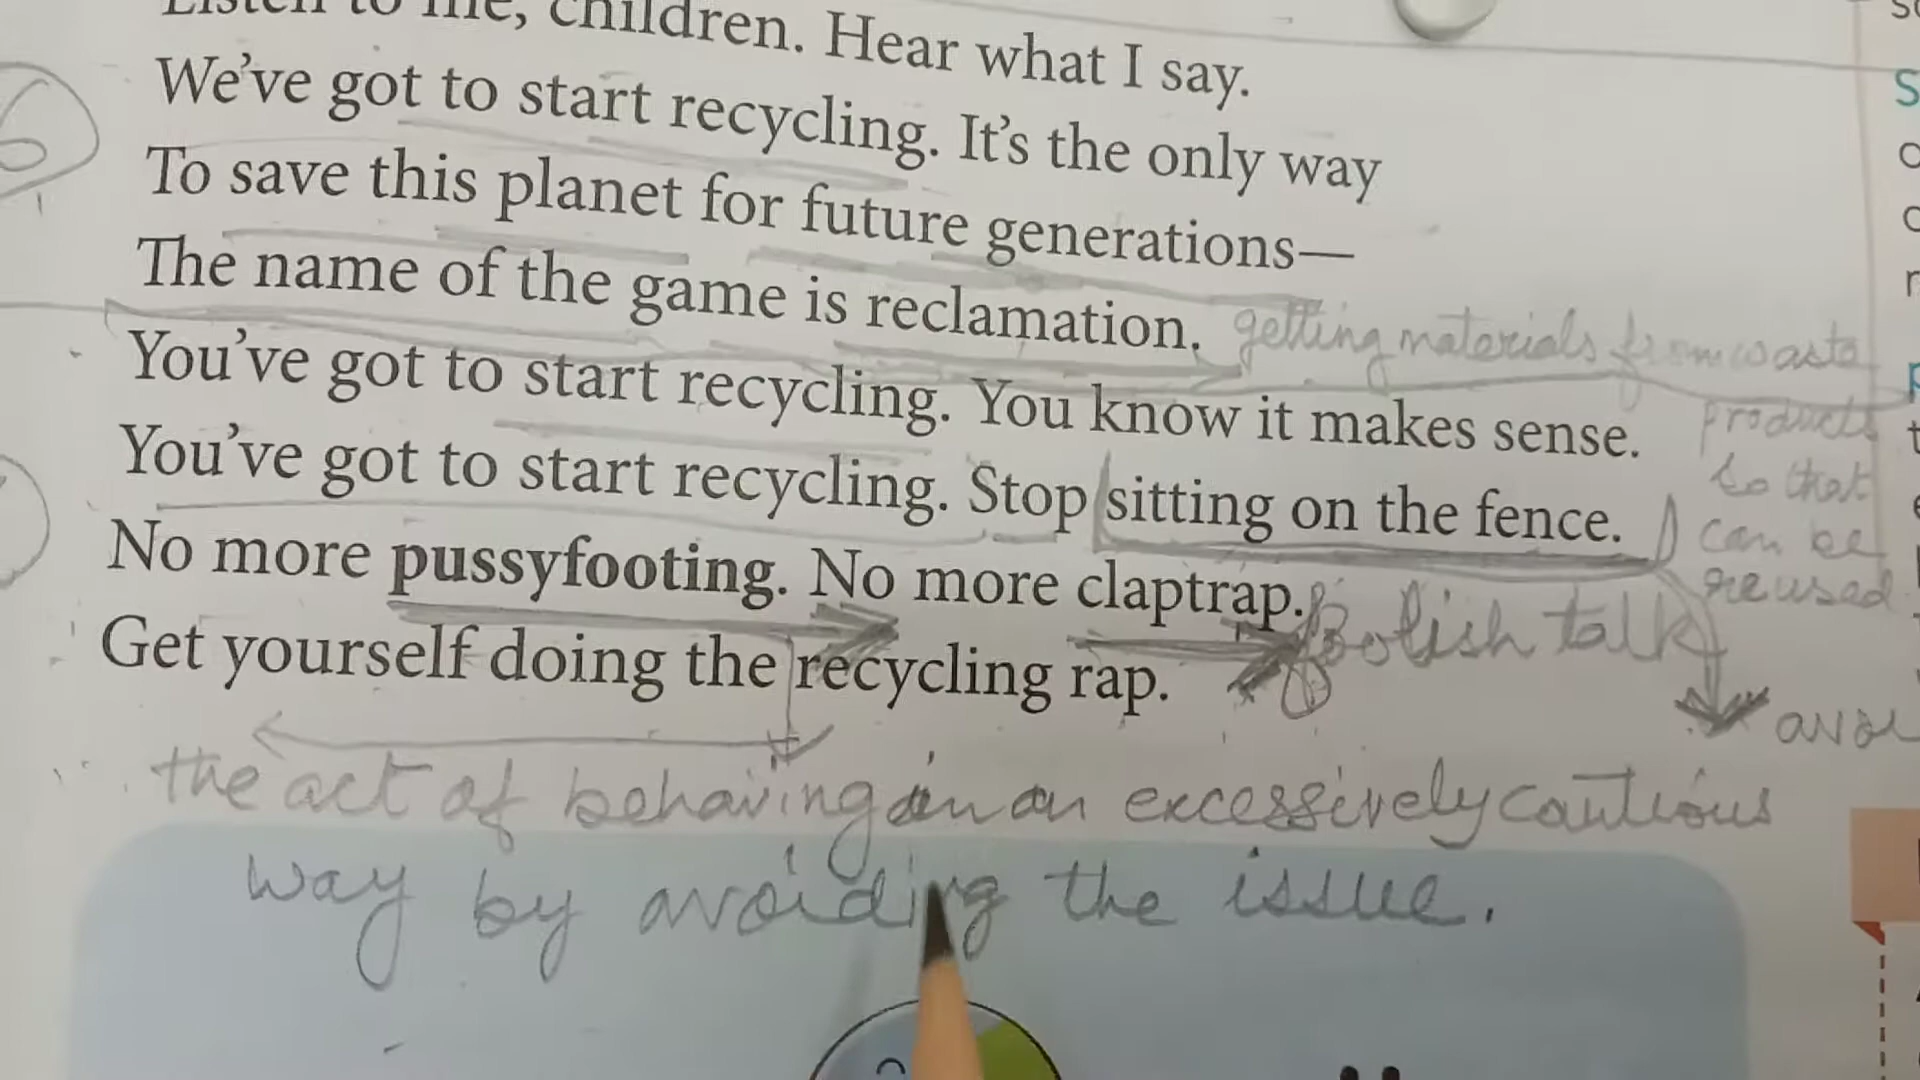 Listen to me, children. Hear what I say.
We've got to start recycling. It's the only way
To save this planet for future generations—
The name of the game is reclamation. getting materials from waste
You've got to start recycling. You know it makes sense. products
so that
You've got to start recycling. Stop sitting on the fence. can be
reused
No more pussyfooting. No more claptrap. foolish talk
Get yourself doing the recycling rap.
the act of behaving in an excessively cautious
way by avoiding the issue.